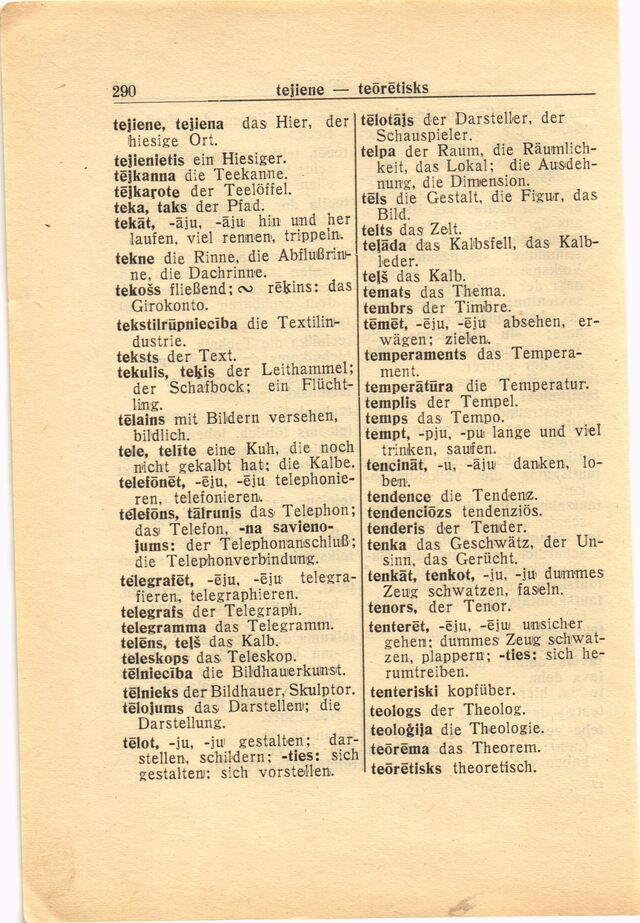 290
tejiene — teōrētisks
tejiene, tejiena das Hier, der
hiesige Ort.
tejienietis ein Hiesiger.
tējkanna die Teekanne.
tējkaŗote der Teelöffel.
teka, taks der Pfad.
tekāt, -āju, -āju hin und her
laufen, viel rennen, trippeln.
tekne die Rinne, die Abflußrin-
ne, die Dachrinne.
tekošs fließend; ∾ rēķins: das
Girokonto.
tekstilrūpniecība die Textilin-
dustrie.
teksts der Text.
tekulis, teķis der Leithammel;
der Schafbock; ein Flücht-
ling.
tēlains mit Bildern versehen,
bildlich.
tele, telīte eine Kuh, die noch
nicht gekalbt hat; die Kalbe.
telefōnēt, -ēju, -ēju telephonie-
ren, telefonieren.
telefons, tālrunis das Telephon;
das Telefon, -na savieno-
jums: der Telephonanschluß;
die Telephonverbindung.
telegrafēt, -ēju, -ēju telegra-
fieren, telegraphieren.
telegrafs der Telegraph.
telegramma das Telegramm.
telēns, teļš das Kalb.
teleskops das Teleskop.
tēlniecība die Bildhauerkunst.
tēlnieks der Bildhauer, Skulptor.
tēlojums das Darstellen; die
Darstellung.
tēlot, -ju, -ju gestalten; dar-
stellen, schildern; -ties: sich
gestalten; sich vorstellen.
tēlotājs der Darsteller, der
Schauspieler.
telpa der Raum, die Räumlich-
keit, das Lokal; die Ausdeh-
nung, die Dimension.
tēls die Gestalt, die Figur, das
Bild.
telts das Zelt.
teļāda das Kalbsfell, das Kalb-
leder.
teļš das Kalb.
temats das Thema.
tembrs der Timbre.
tēmēt, -ēju, -ēju absehen, er-
wägen; zielen.
temperaments das Tempera-
ment.
temperātūra die Temperatur.
templis der Tempel.
temps das Tempo.
tempt, -pju, -pu lange und viel
trinken, saufen.
tencināt, -u, -āju danken, lo-
ben.
tendence die Tendenz.
tendenciōzs tendenziös.
tenderis der Tender.
tenka das Geschwätz, der Un-
sinn, das Gerücht.
tenkāt, tenkot, -ju, -ju dummes
Zeug schwatzen, faseln.
tenors, der Tenor.
tenterēt, -ēju, -ēju unsicher
gehen; dummes Zeug schwat-
zen, plappern; -ties: sich he-
rumtreiben.
tenteriski kopfüber.
teologs der Theolog.
teoloģija die Theologie.
teōrēma das Theorem.
teōrētisks theoretisch.